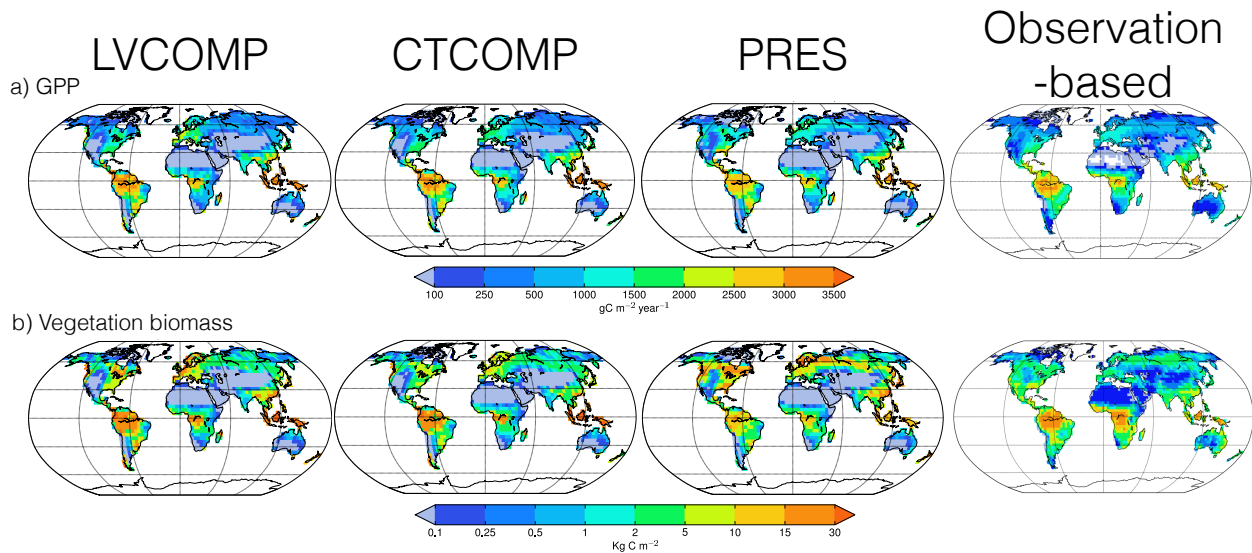 LVCOMP
CTCOMP
PRES
Observation
-based
a) GPP
100 250 500 1000 1500 2000 2500 3000 3500
gC m⁻² year⁻¹
b) Vegetation biomass
0.1 0.25 0.5 1 2 5 10 15 30
Kg C m⁻²